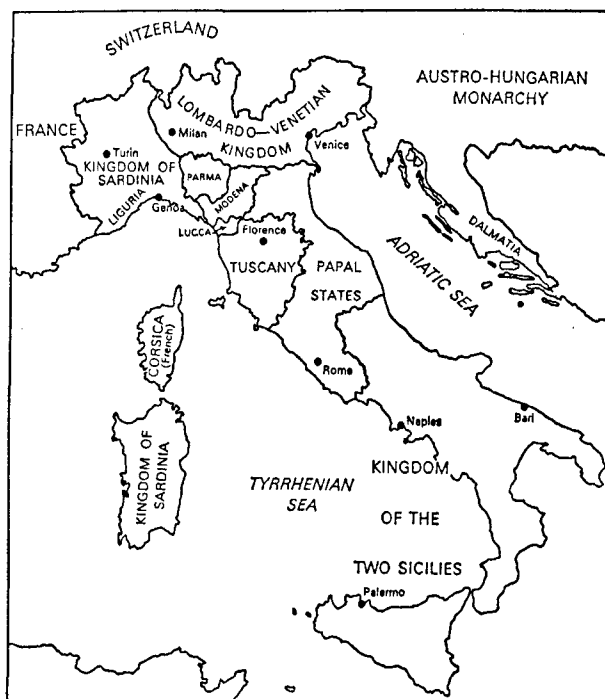 SWITZERLAND
AUSTRO-HUNGARIAN
MONARCHY
LOMBARDO—VENETIAN
KINGDOM
FRANCE
Milan
Venice
Turin
KINGDOM OF
SARDINIA
PARMA
MODENA
LIGURIA
Genoa
LUCCA
Florence
DALMATIA
TUSCANY
PAPAL
STATES
ADRIATIC SEA
CORSICA
(French)
Rome
Naples
Bari
KINGDOM OF
SARDINIA
TYRRHENIAN
SEA
KINGDOM
OF THE
TWO SICILIES
Palermo